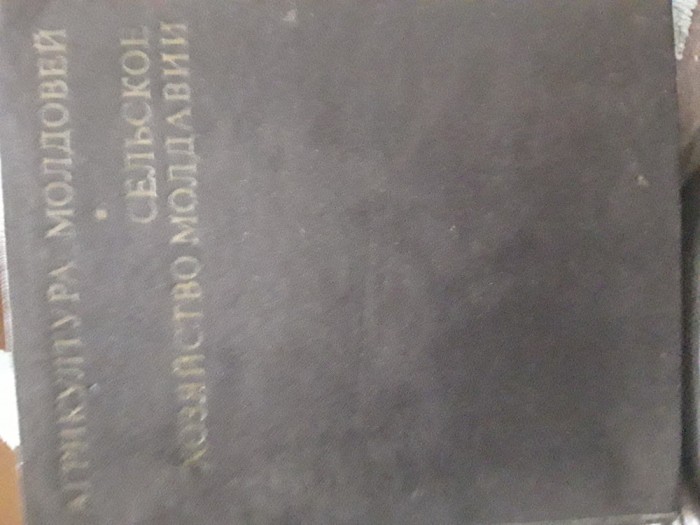 АГРИКУЛТУРА МОЛДОВЕЙ
СЕЛЬСКОЕ
ХОЗЯЙСТВО МОЛДАВИИ